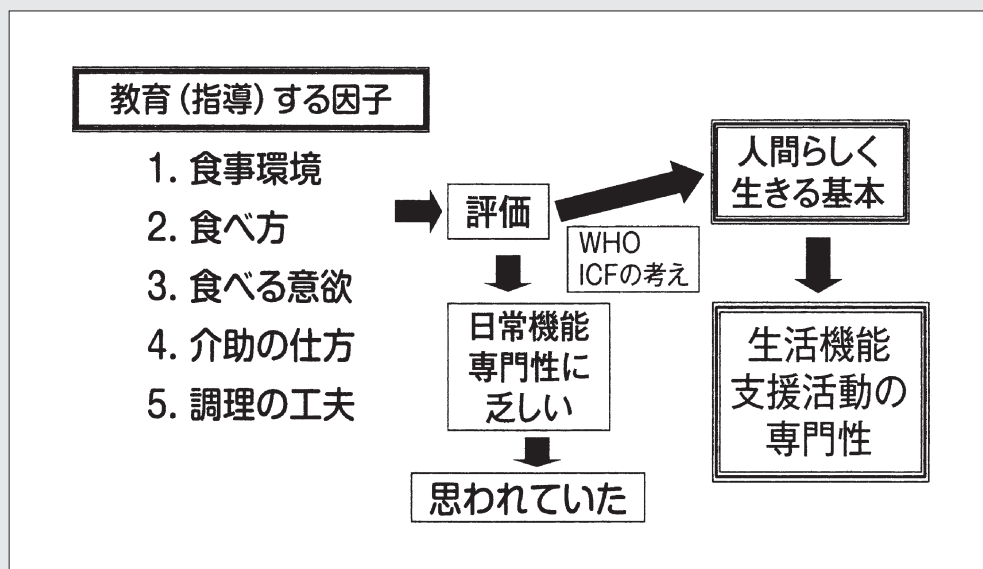 教育（指導）する因子
1. 食事環境
2. 食べ方
3. 食べる意欲
4. 介助の仕方
5. 調理の工夫
評価
WHO
ICFの考え
人間らしく
生きる基本
日常機能
専門性に
乏しい
思われていた
生活機能
支援活動の
専門性